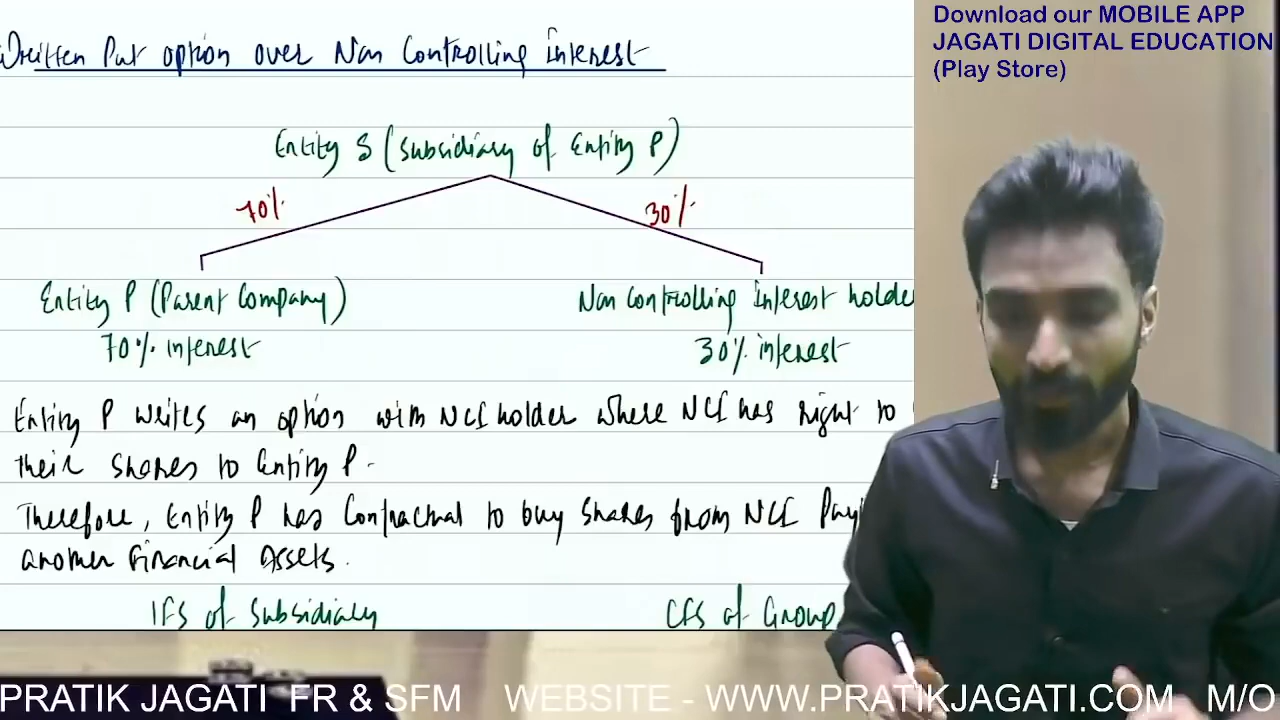 Written Put option over Non Controlling Interest
Entity S (Subsidiary of Entity P)
70%
30%
Entity P (Parent Company)
70% interest
Non Controlling Interest holde
30% interest
Entity P writes an option with NCI holder where NCI has right to
their shares to Entity P.
Therefore, Entity P has Contractual to buy shares from NCI Pay
another Financial Assets.
IFS of Subsidiary
CFS of Group
Download our MOBILE APP
JAGATI DIGITAL EDUCATION
(Play Store)
PRATIK JAGATI FR & SFM WEBSITE - WWW.PRATIKJAGATI.COM M/O